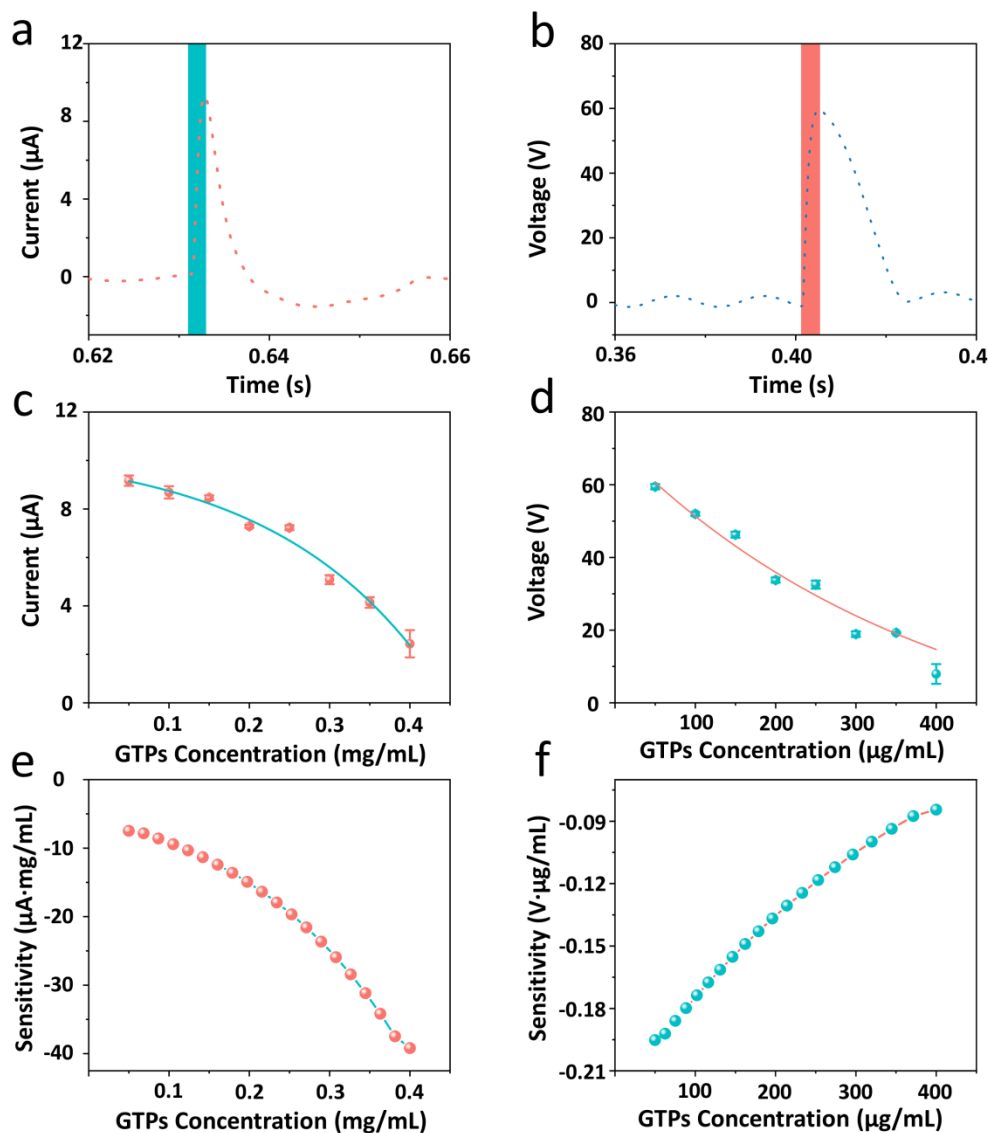 a
12
8
4
0
Current (µA)
0.62
0.64
0.66
Time (s)
b
80
60
40
20
0
Voltage (V)
0.36
0.40
0.4
Time (s)
c
12
8
4
0
Current (µA)
0.1
0.2
0.3
0.4
GTPs Concentration (mg/mL)
d
80
60
40
20
0
Voltage (V)
100
200
300
400
GTPs Concentration (µg/mL)
e
0
-10
-20
-30
-40
Sensitivity (µA·mg/mL)
0.1
0.2
0.3
0.4
GTPs Concentration (mg/mL)
f
-0.09
-0.12
-0.15
-0.18
-0.21
Sensitivity (V·µg/mL)
100
200
300
400
GTPs Concentration (µg/mL)